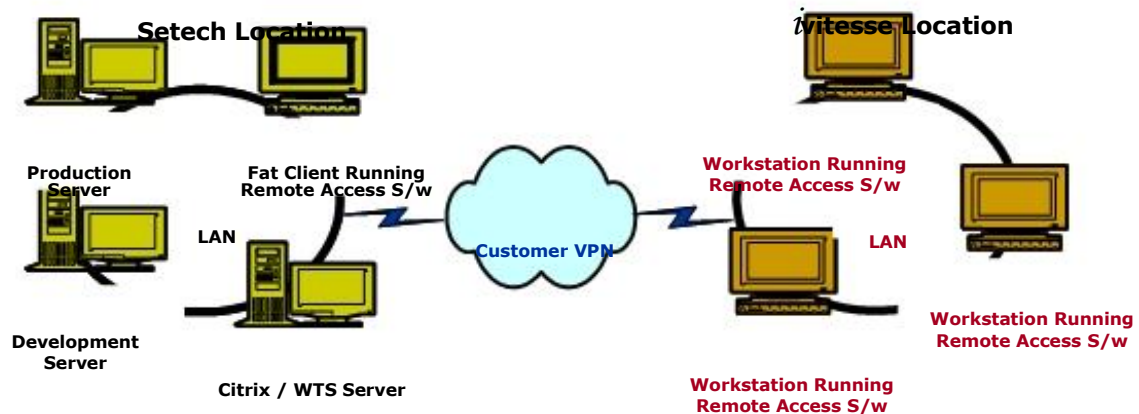 Setech Location
ivitesse Location
Production
Server
Fat Client Running
Remote Access S/w
Workstation Running
Remote Access S/w
LAN
LAN
Customer VPN
Development
Server
Workstation Running
Remote Access S/w
Citrix / WTS Server
Workstation Running
Remote Access S/w